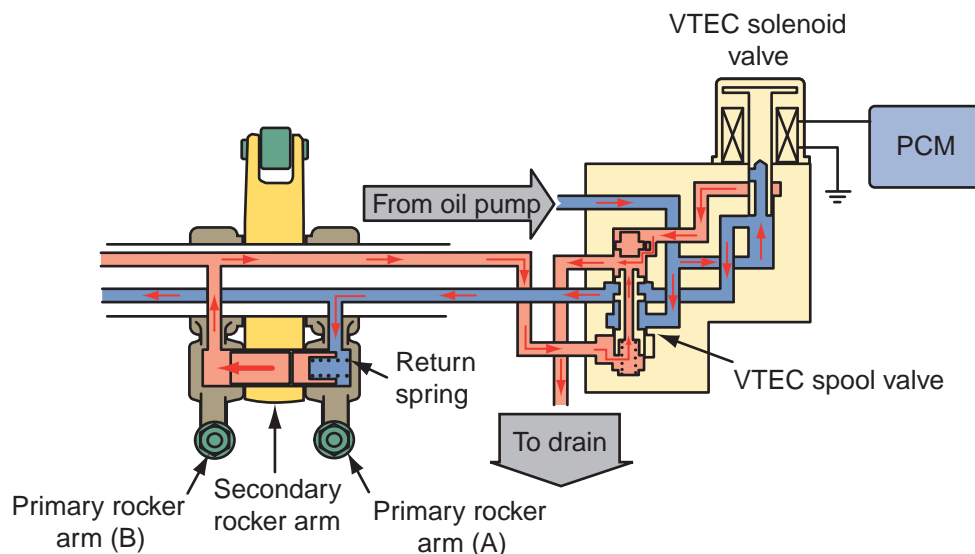 VTEC solenoid
valve
PCM
From oil pump
Return
spring
VTEC spool valve
To drain
Primary rocker
arm (B)
Secondary
rocker arm
Primary rocker
arm (A)